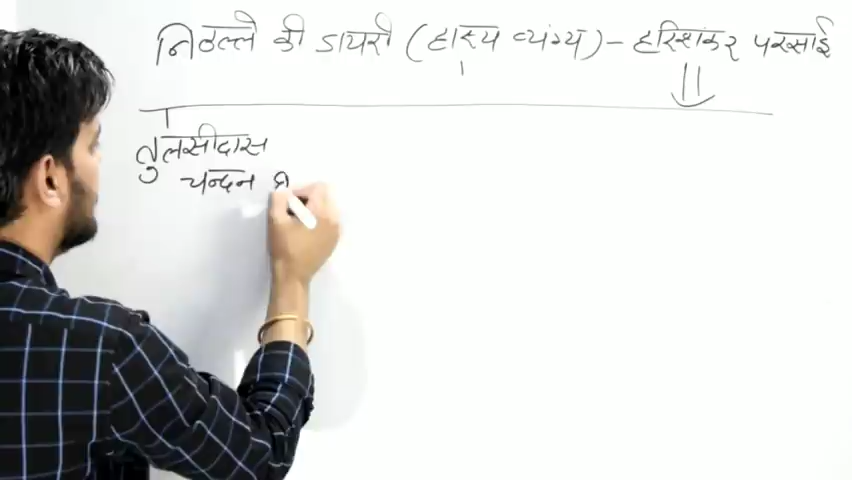 निठल्ले की डायरी (हास्य व्यंग्य) - हरिशंकर परसाई
तुलसीदास
चन्दन